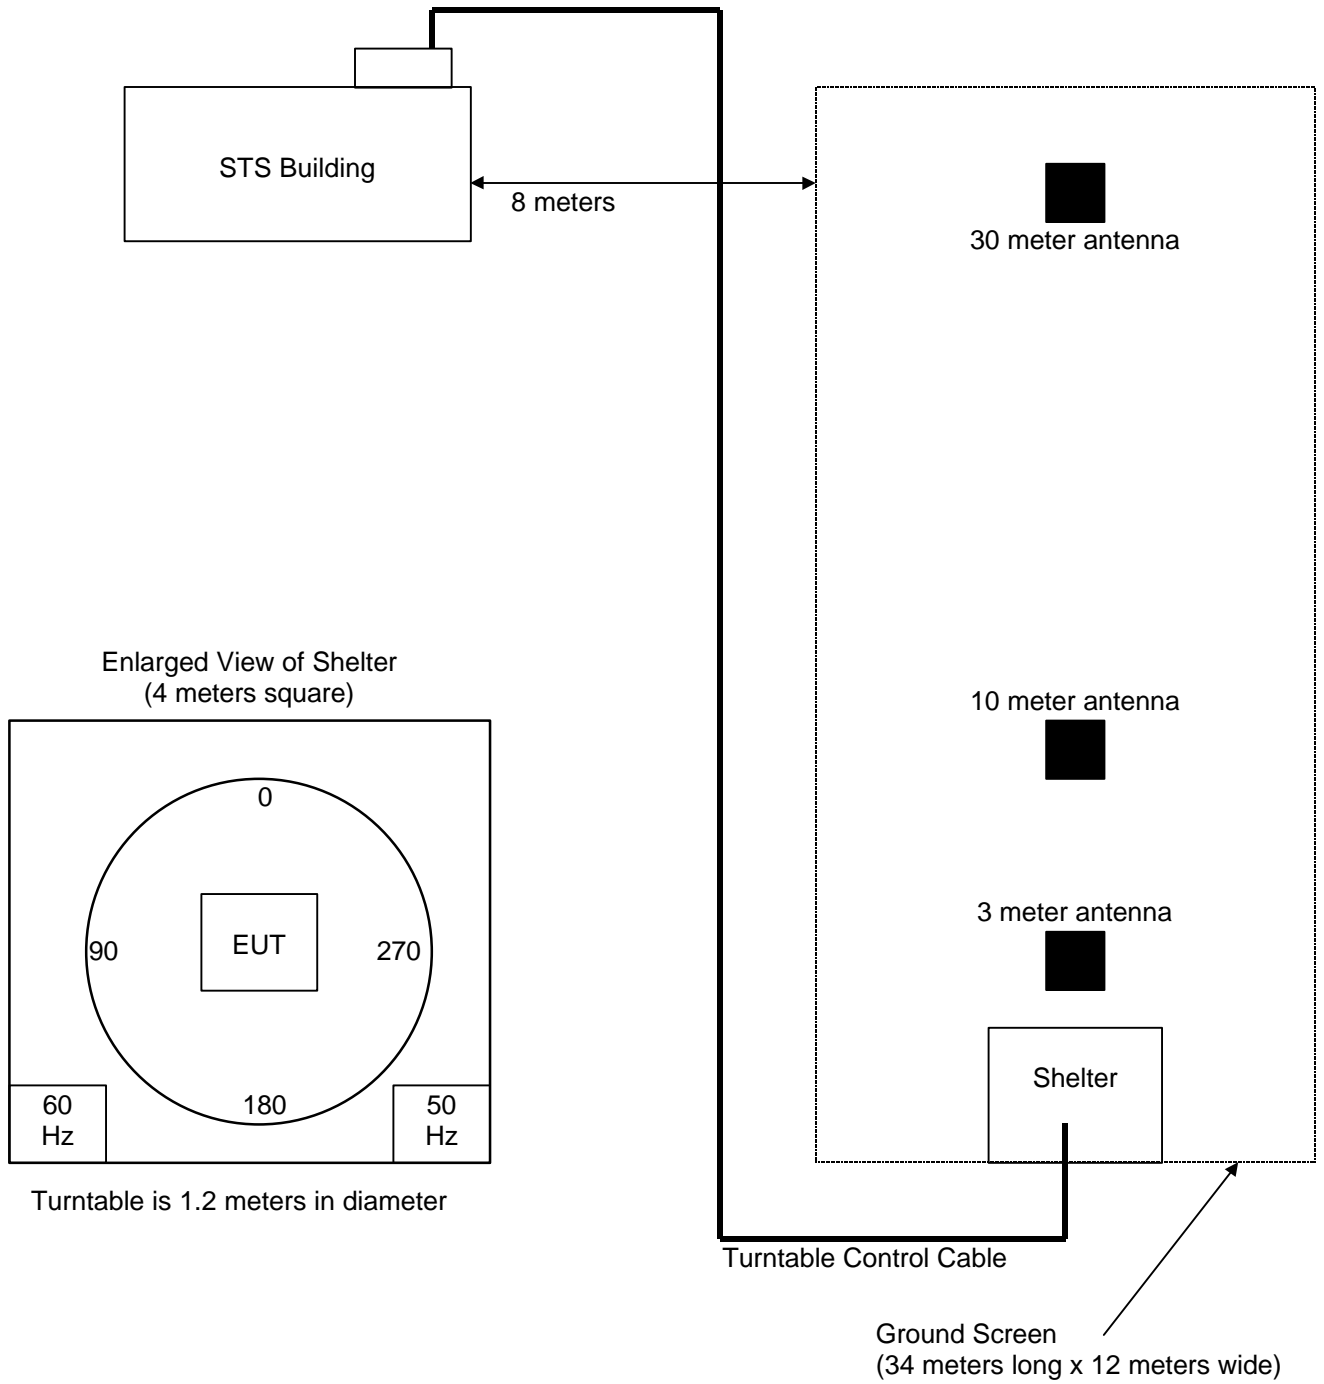 STS Building
8 meters
30 meter antenna
Enlarged View of Shelter
(4 meters square)
10 meter antenna
0
3 meter antenna
90
EUT
270
Shelter
60
Hz
180
50
Hz
Turntable is 1.2 meters in diameter
Turntable Control Cable
Ground Screen
(34 meters long x 12 meters wide)